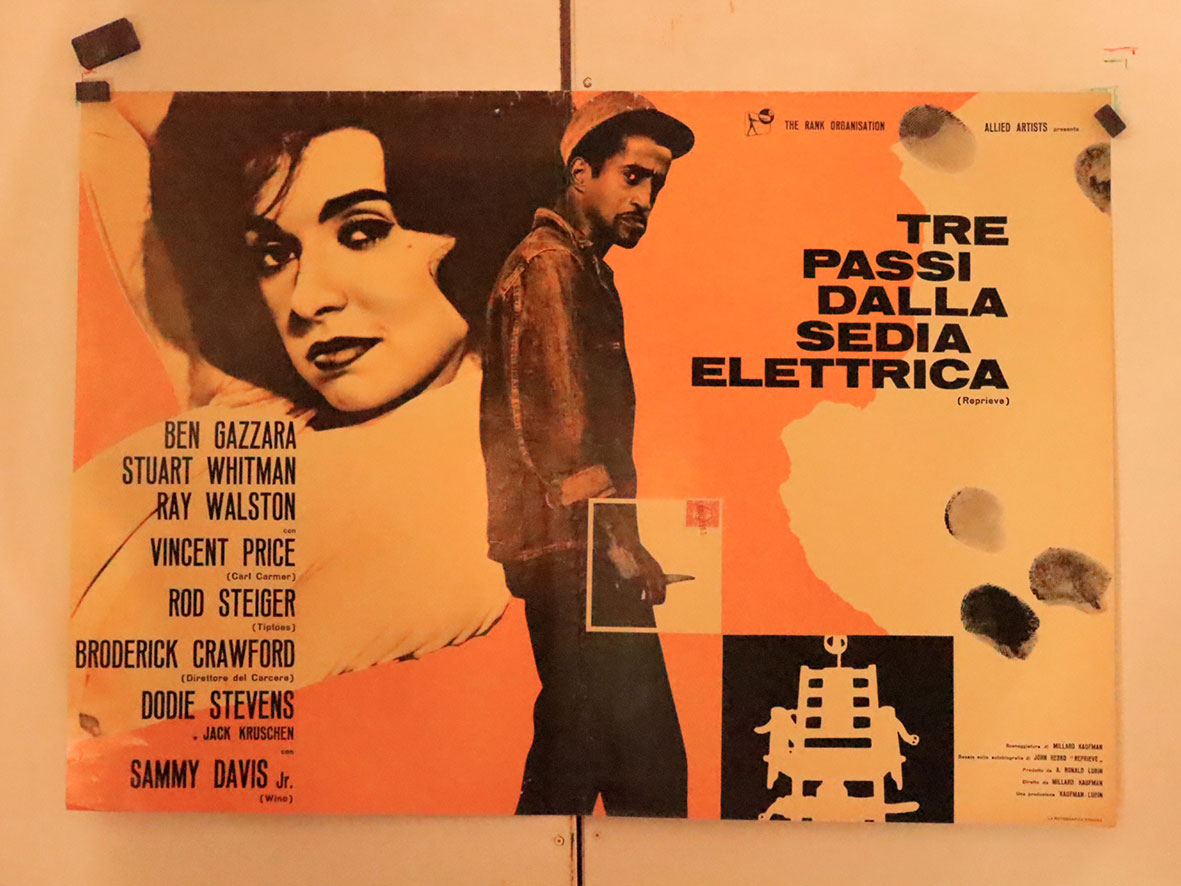 THE RANK ORGANISATION
ALLIED ARTISTS presenta
TRE
PASSI
DALLA
SEDIA
ELETTRICA
(Reprieve)
BEN GAZZARA
STUART WHITMAN
RAY WALSTON
con
VINCENT PRICE
(Carl Carmer)
ROD STEIGER
(Tiptoes)
BRODERICK CRAWFORD
(Direttore del Carcere)
DODIE STEVENS
e JACK KRUSCHEN
con
SAMMY DAVIS Jr.
(Wino)
Sceneggiatura di MILLARD KAUFMAN
Basata sulla autobiografia di JOHN RESKO "REPRIEVE"
Prodotto da A. RONALD LUBIN
Diretto da MILLARD KAUFMAN
Una produzione KAUFMAN-LUBIN